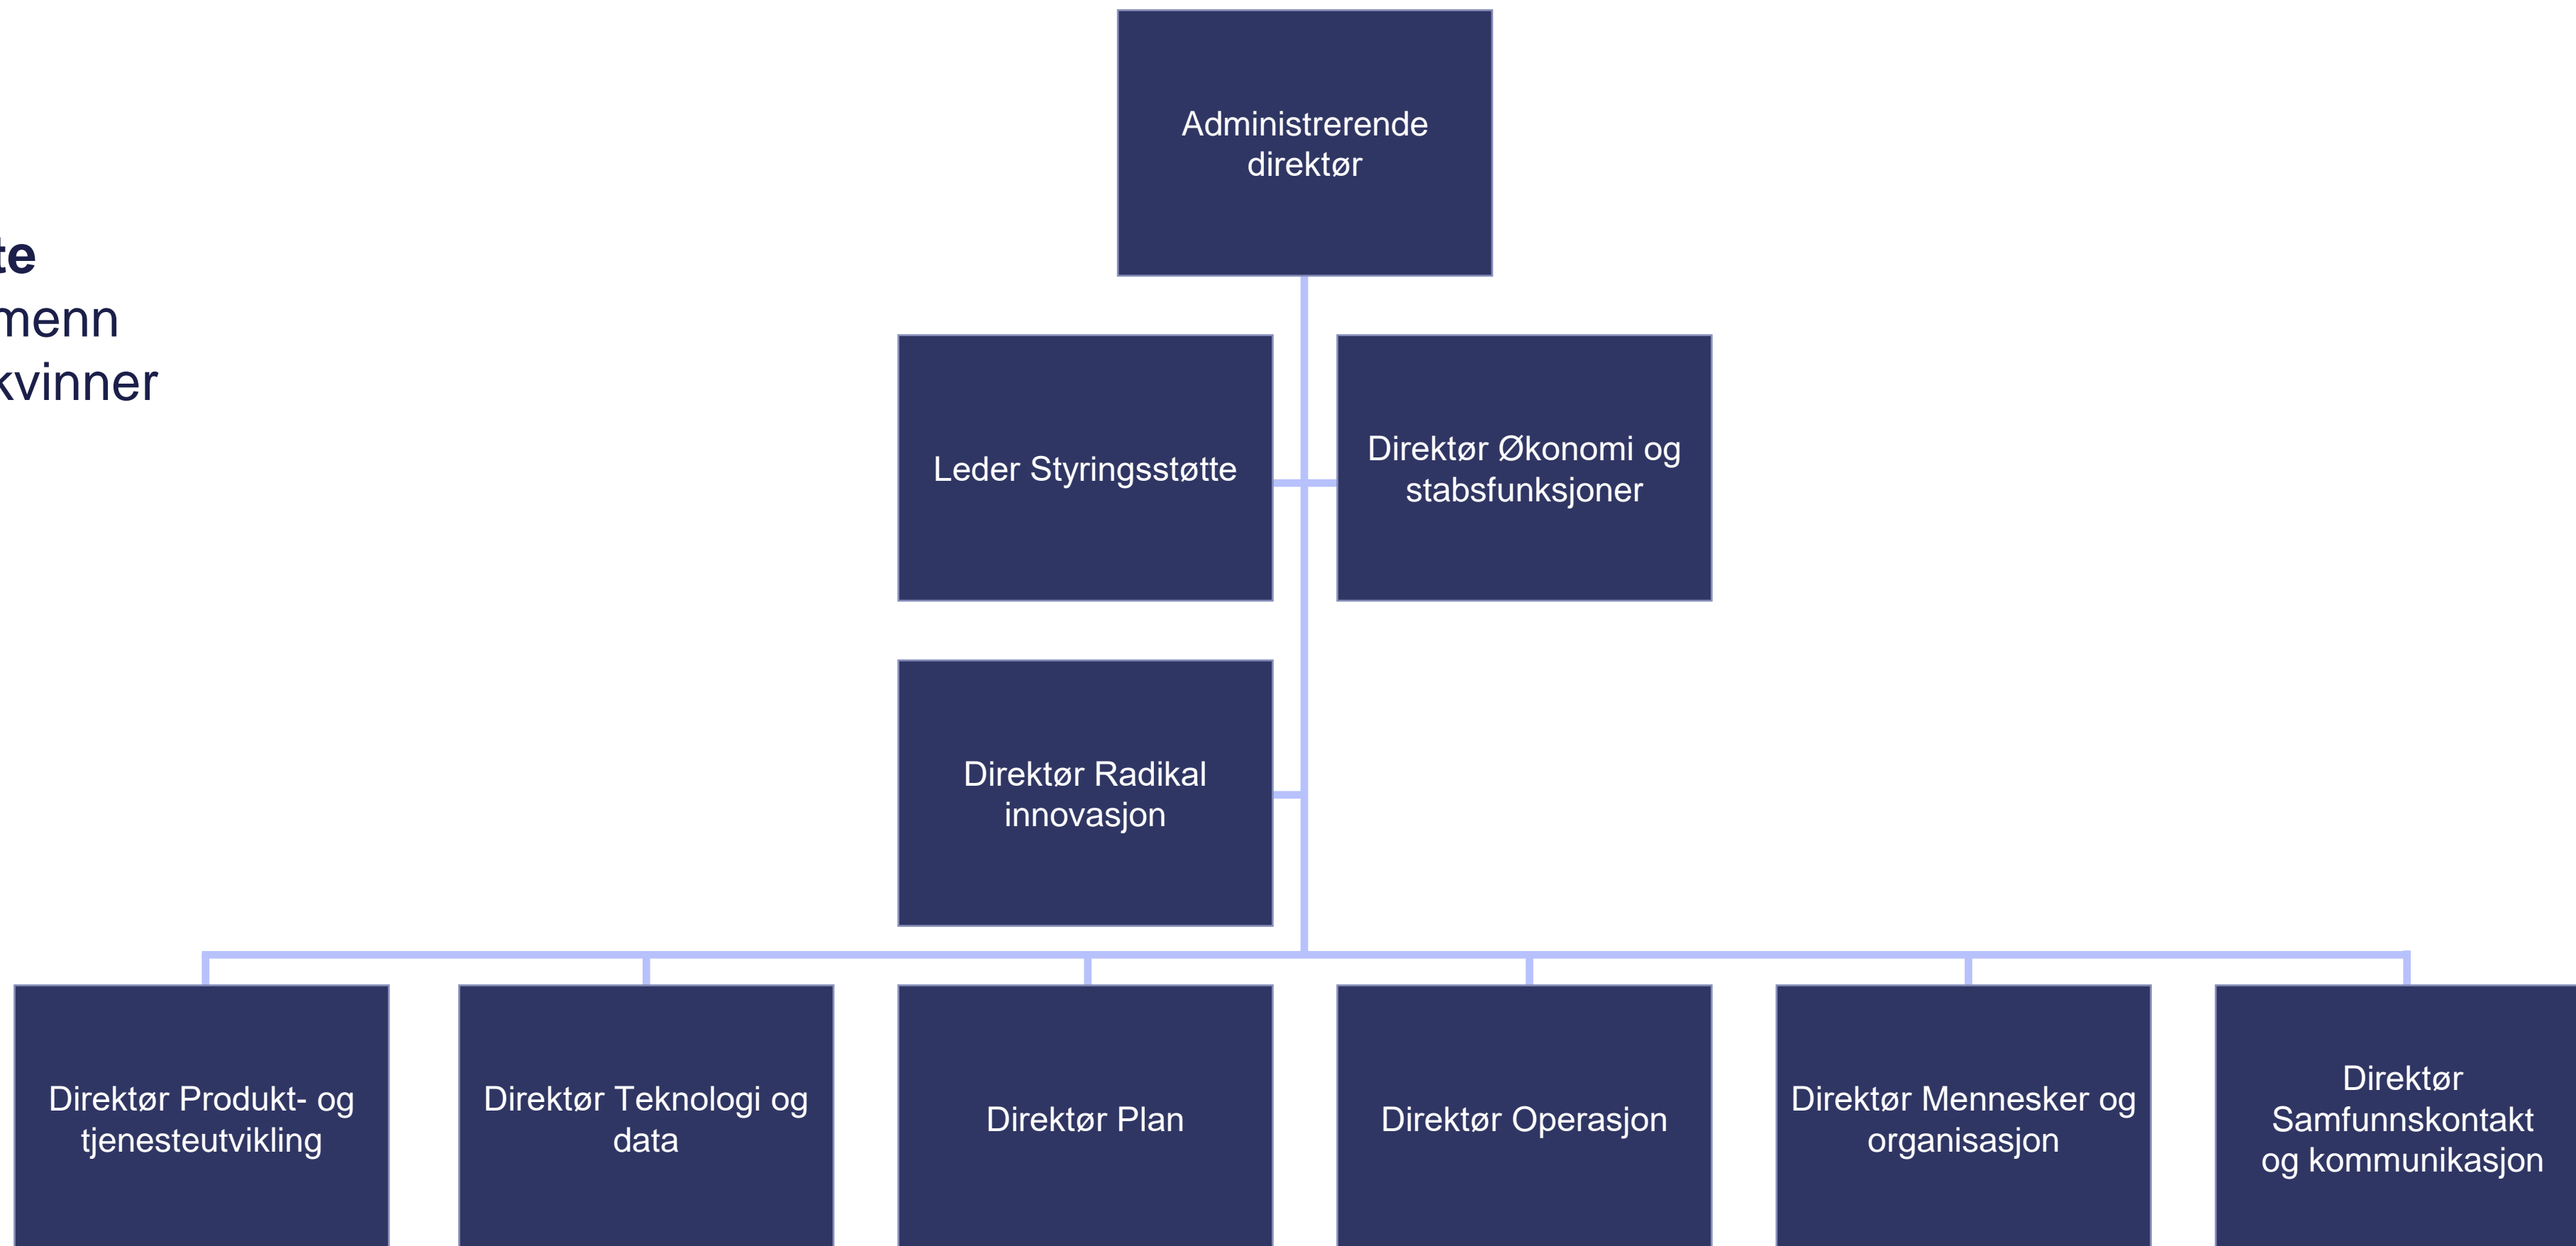 Administrerende
direktør
menn
kvinner
Leder Styringsstøtte
Direktør Økonomi og
stabsfunksjoner
Direktør Radikal
innovasjon
Direktør Produkt- og
tjenesteutvikling
Direktør Teknologi og
data
Direktør Plan
Direktør Operasjon
Direktør Mennesker og
organisasjon
Direktør
Samfunnskontakt
og kommunikasjon